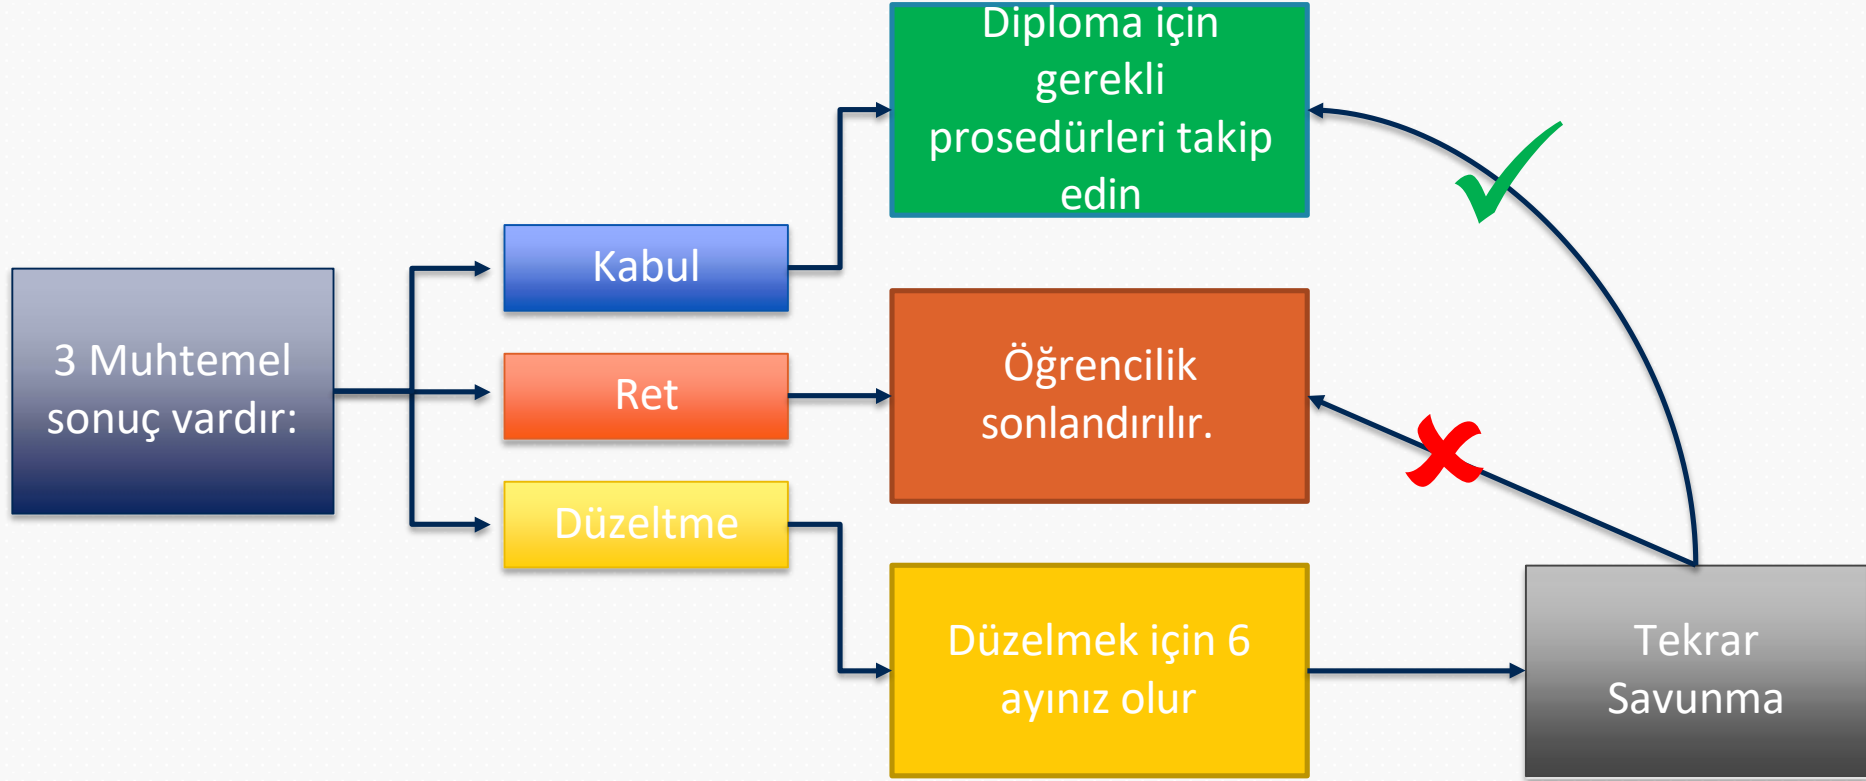 3 Muhtemel
sonuç vardır:
Kabul
Ret
Düzeltme
Diploma için
gerekli
prosedürleri takip
edin
Öğrencilik
sonlandırılır.
Düzelmek için 6
ayınız olur
Tekrar
Savunma